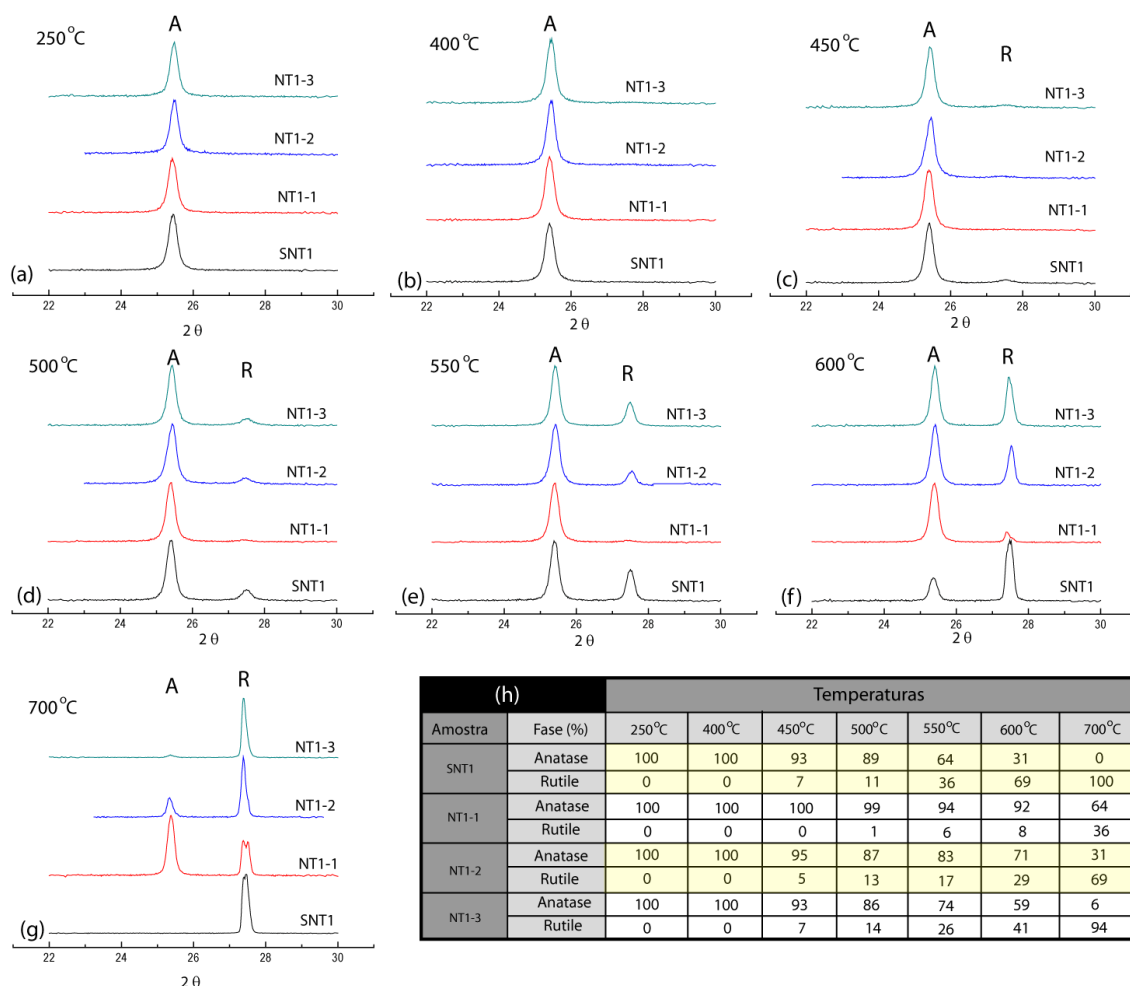 250°C
A
NT1-3
NT1-2
NT1-1
SNT1
(a)
22 24 26 28 30
2 θ
400°C
A
NT1-3
NT1-2
NT1-1
SNT1
(b)
22 24 26 28 30
2 θ
450°C
A
R
NT1-3
NT1-2
NT1-1
SNT1
(c)
22 24 26 28 30
2 θ
500°C
A
R
NT1-3
NT1-2
NT1-1
SNT1
(d)
22 24 26 28 30
2 θ
550°C
A
R
NT1-3
NT1-2
NT1-1
SNT1
(e)
22 24 26 28 30
2 θ
600°C
A
R
NT1-3
NT1-2
NT1-1
SNT1
(f)
22 24 26 28 30
2 θ
700°C
A
R
NT1-3
NT1-2
NT1-1
SNT1
(g)
22 24 26 28 30
2 θ
(h) Temperaturas
Amostra Fase (%) 250°C 400°C 450°C 500°C 550°C 600°C 700°C
SNT1 Anatase 100 100 93 89 64 31 0
Rutile 0 0 7 11 36 69 100
NT1-1 Anatase 100 100 100 99 94 92 64
Rutile 0 0 0 1 6 8 36
NT1-2 Anatase 100 100 95 87 83 71 31
Rutile 0 0 5 13 17 29 69
NT1-3 Anatase 100 100 93 86 74 59 6
Rutile 0 0 7 14 26 41 94